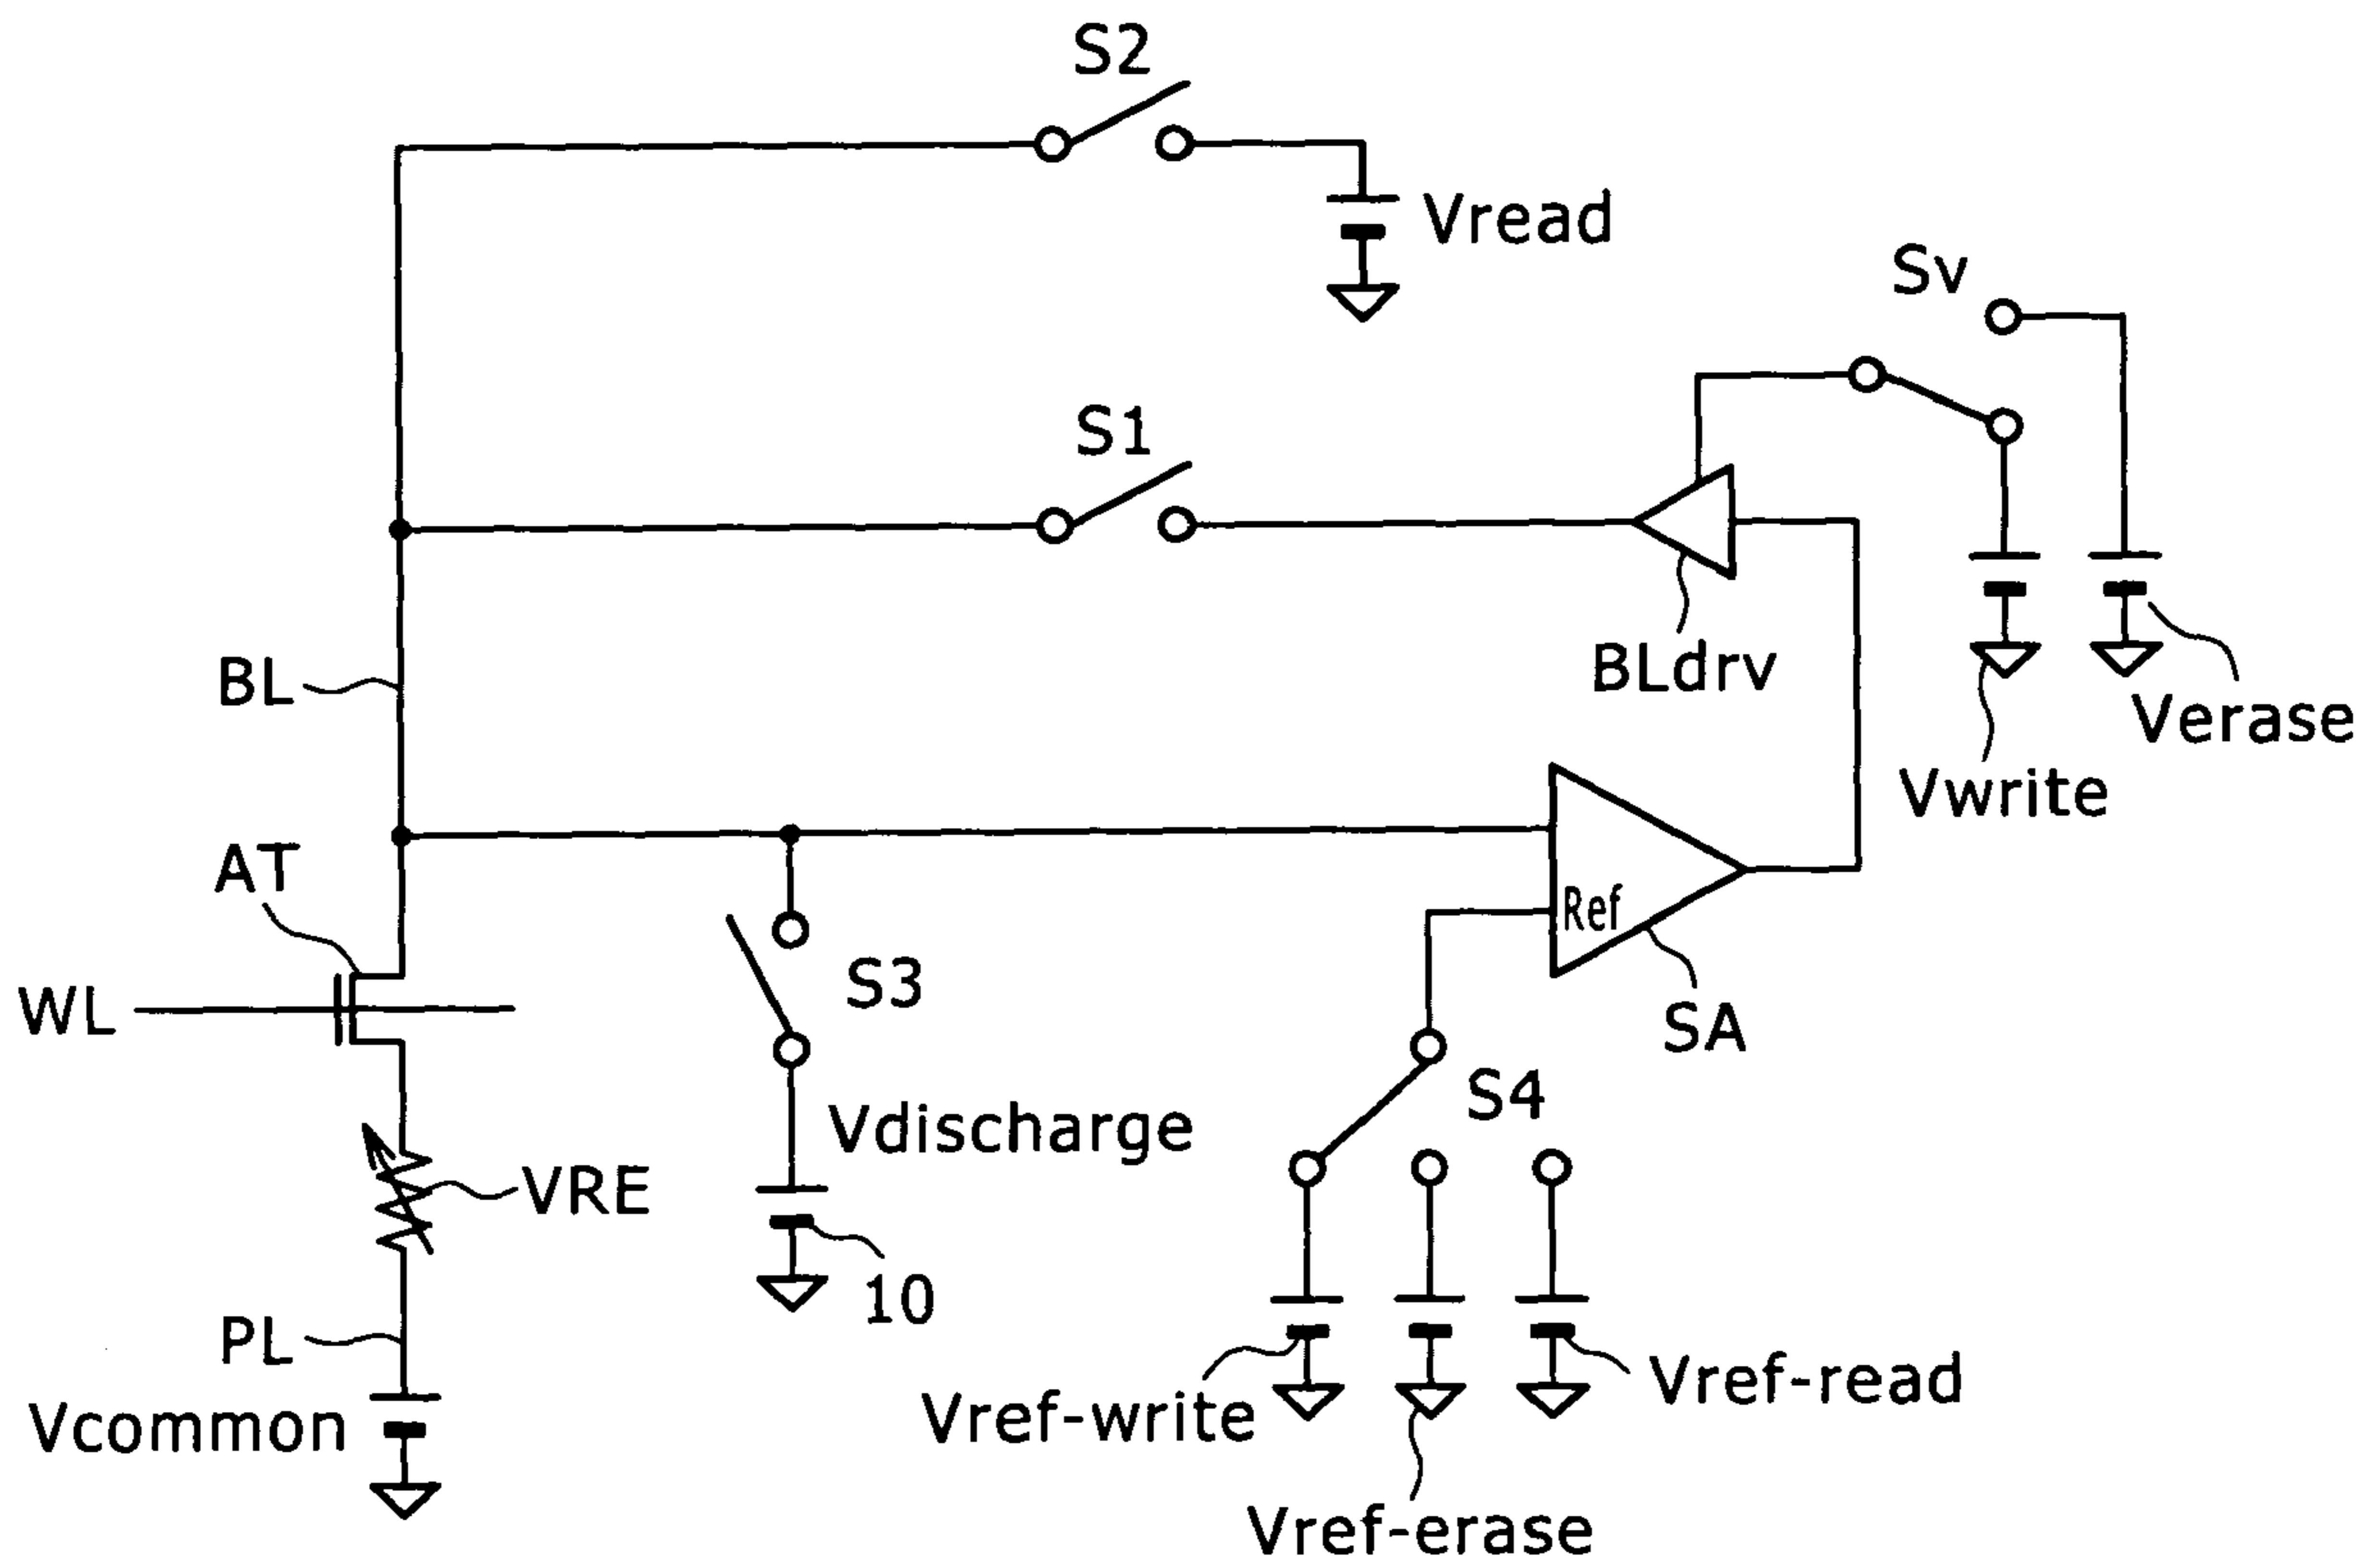 S2
Vread
Sv
S1
BLdrv
BL
Verase
Vwrite
AT
Ref
S3
WL
SA
S4
Vdischarge
VRE
10
PL
Vref-read
Vcommon
Vref-write
Vref-erase